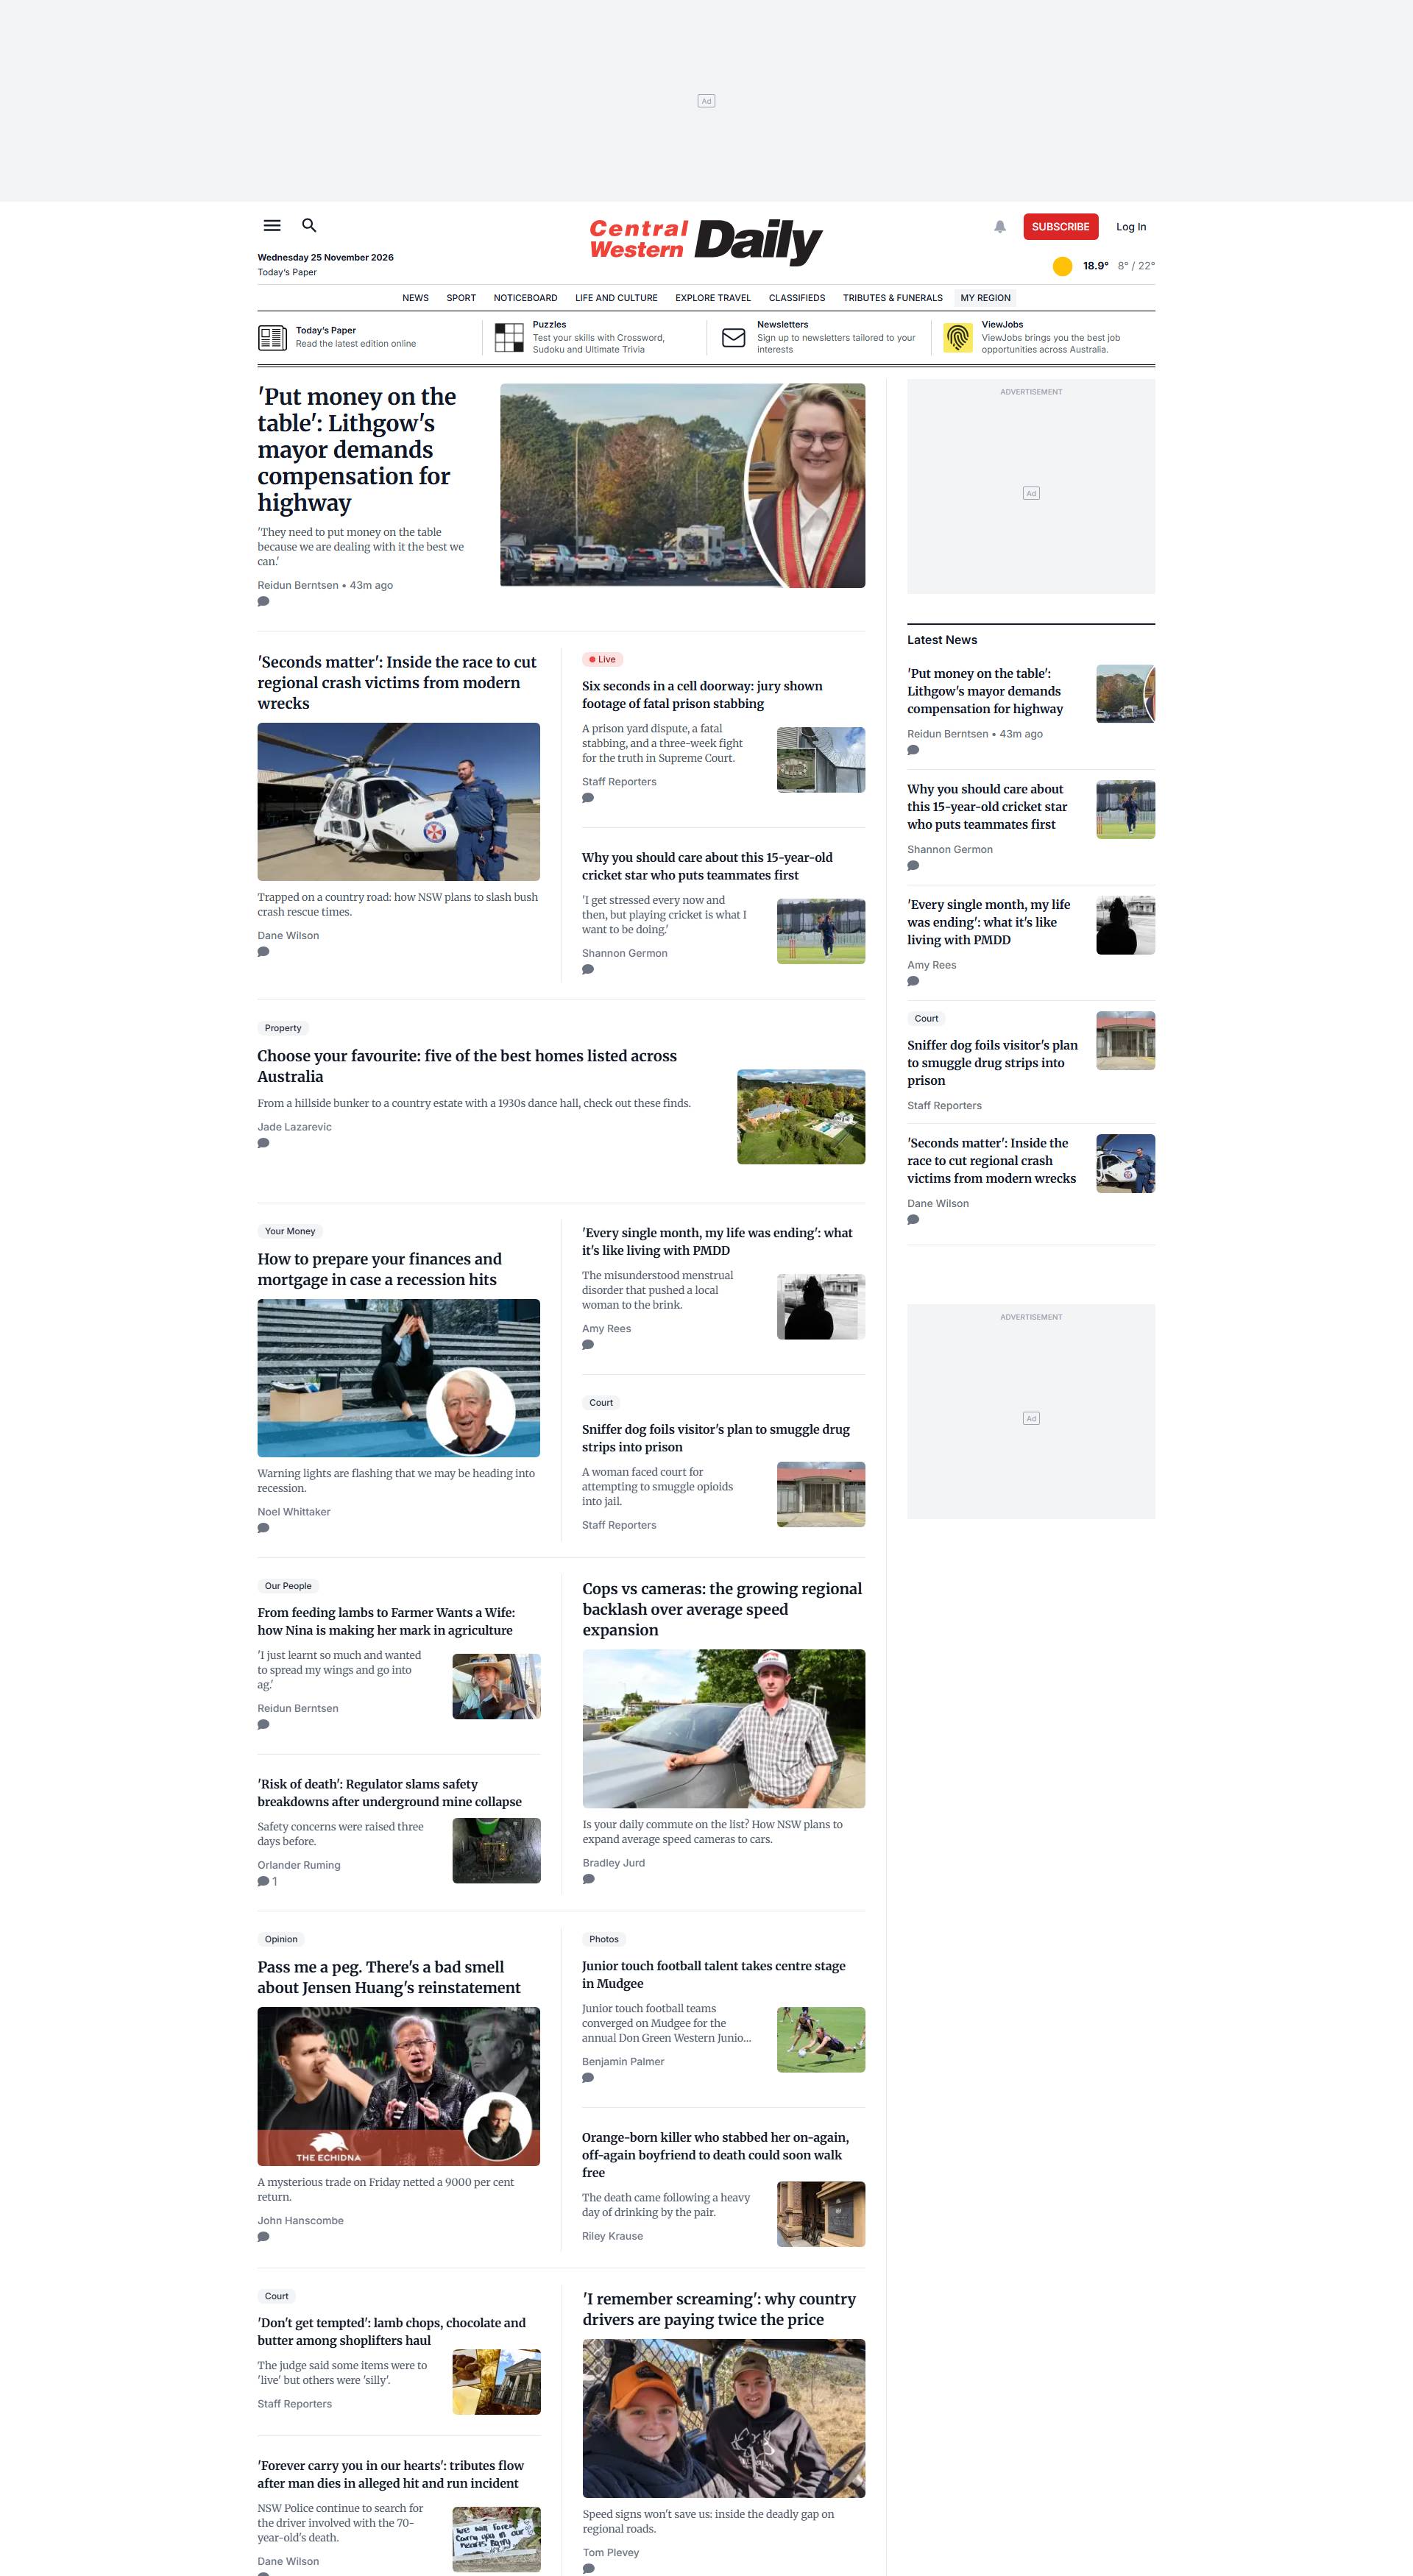 Ad
Central
Western Daily
SUBSCRIBE
Log In
Wednesday 25 November 2026
Today's Paper
18.9° 8° / 22°
NEWS SPORT NOTICEBOARD LIFE AND CULTURE EXPLORE TRAVEL CLASSIFIEDS TRIBUTES & FUNERALS MY REGION
Today's Paper
Read the latest edition online
Puzzles
Test your skills with Crossword,
Sudoku and Ultimate Trivia
Newsletters
Sign up to newsletters tailored to your
interests
ViewJobs
ViewJobs brings you the best job
opportunities across Australia.
'Put money on the
table': Lithgow's
mayor demands
compensation for
highway
'They need to put money on the table
because we are dealing with it the best we
can.'
Reidun Berntsen • 43m ago
'Seconds matter': Inside the race to cut
regional crash victims from modern
wrecks
Trapped on a country road: how NSW plans to slash bush
crash rescue times.
Dane Wilson
Live
Six seconds in a cell doorway: jury shown
footage of fatal prison stabbing
A prison yard dispute, a fatal
stabbing, and a three-week fight
for the truth in Supreme Court.
Staff Reporters
Why you should care about this 15-year-old
cricket star who puts teammates first
'I get stressed every now and
then, but playing cricket is what I
want to be doing.'
Shannon Germon
Property
Choose your favourite: five of the best homes listed across
Australia
From a hillside bunker to a country estate with a 1930s dance hall, check out these finds.
Jade Lazarevic
Your Money
How to prepare your finances and
mortgage in case a recession hits
Warning lights are flashing that we may be heading into
recession.
Noel Whittaker
'Every single month, my life was ending': what
it's like living with PMDD
The misunderstood menstrual
disorder that pushed a local
woman to the brink.
Amy Rees
Court
Sniffer dog foils visitor's plan to smuggle drug
strips into prison
A woman faced court for
attempting to smuggle opioids
into jail.
Staff Reporters
Our People
From feeding lambs to Farmer Wants a Wife:
how Nina is making her mark in agriculture
'I just learnt so much and wanted
to spread my wings and go into
ag.'
Reidun Berntsen
'Risk of death': Regulator slams safety
breakdowns after underground mine collapse
Safety concerns were raised three
days before.
Orlander Ruming
1
Cops vs cameras: the growing regional
backlash over average speed
expansion
Is your daily commute on the list? How NSW plans to
expand average speed cameras to cars.
Bradley Jurd
Opinion
Pass me a peg. There's a bad smell
about Jensen Huang's reinstatement
THE ECHIDNA
A mysterious trade on Friday netted a 9000 per cent
return.
John Hanscombe
Photos
Junior touch football talent takes centre stage
in Mudgee
Junior touch football teams
converged on Mudgee for the
annual Don Green Western Junio...
Benjamin Palmer
Orange-born killer who stabbed her on-again,
off-again boyfriend to death could soon walk
free
The death came following a heavy
day of drinking by the pair.
Riley Krause
Court
'Don't get tempted': lamb chops, chocolate and
butter among shoplifters haul
The judge said some items were to
'live' but others were 'silly'.
Staff Reporters
'Forever carry you in our hearts': tributes flow
after man dies in alleged hit and run incident
NSW Police continue to search for
the driver involved with the 70-
year-old's death.
Dane Wilson
'I remember screaming': why country
drivers are paying twice the price
Speed signs won't save us: inside the deadly gap on
regional roads.
Tom Plevey
ADVERTISEMENT
Ad
Latest News
'Put money on the table':
Lithgow's mayor demands
compensation for highway
Reidun Berntsen • 43m ago
Why you should care about
this 15-year-old cricket star
who puts teammates first
Shannon Germon
'Every single month, my life
was ending': what it's like
living with PMDD
Amy Rees
Court
Sniffer dog foils visitor's plan
to smuggle drug strips into
prison
Staff Reporters
'Seconds matter': Inside the
race to cut regional crash
victims from modern wrecks
Dane Wilson
ADVERTISEMENT
Ad